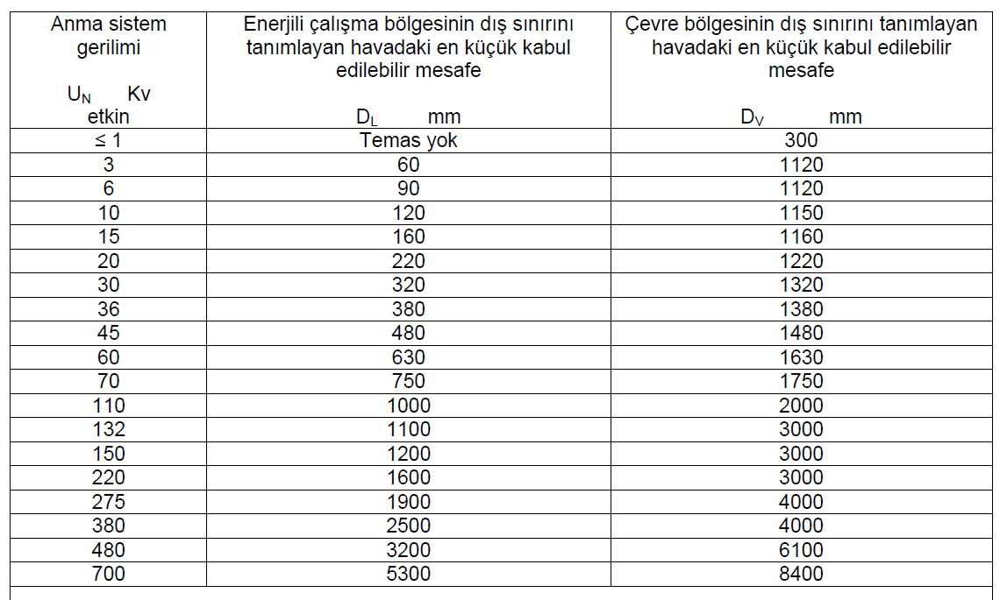 Anma sistem
gerilimi
U_N Kv
etkin
Enerjili çalışma bölgesinin dış sınırını
tanımlayan havadaki en küçük kabul
edilebilir mesafe
D_L mm
Çevre bölgesinin dış sınırını tanımlayan
havadaki en küçük kabul edilebilir
mesafe
D_V mm
≤ 1 Temas yok 300
3 60 1120
6 90 1120
10 120 1150
15 160 1160
20 220 1220
30 320 1320
36 380 1380
45 480 1480
60 630 1630
70 750 1750
110 1000 2000
132 1100 3000
150 1200 3000
220 1600 3000
275 1900 4000
380 2500 4000
480 3200 6100
700 5300 8400